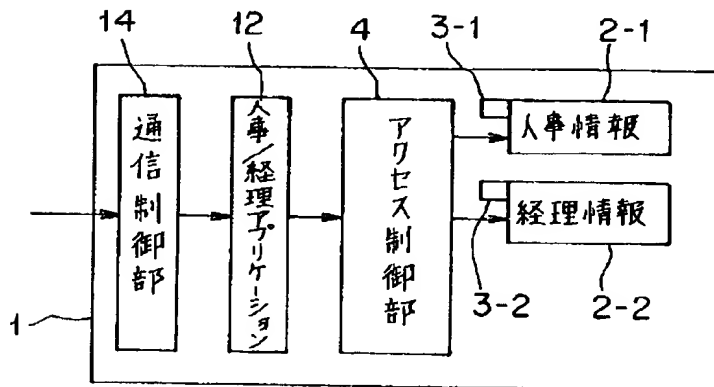 14
12
4
3-1
2-1
通信制御部
人事/経理アプリケーション
アクセス制御部
人事情報
経理情報
1
3-2
2-2